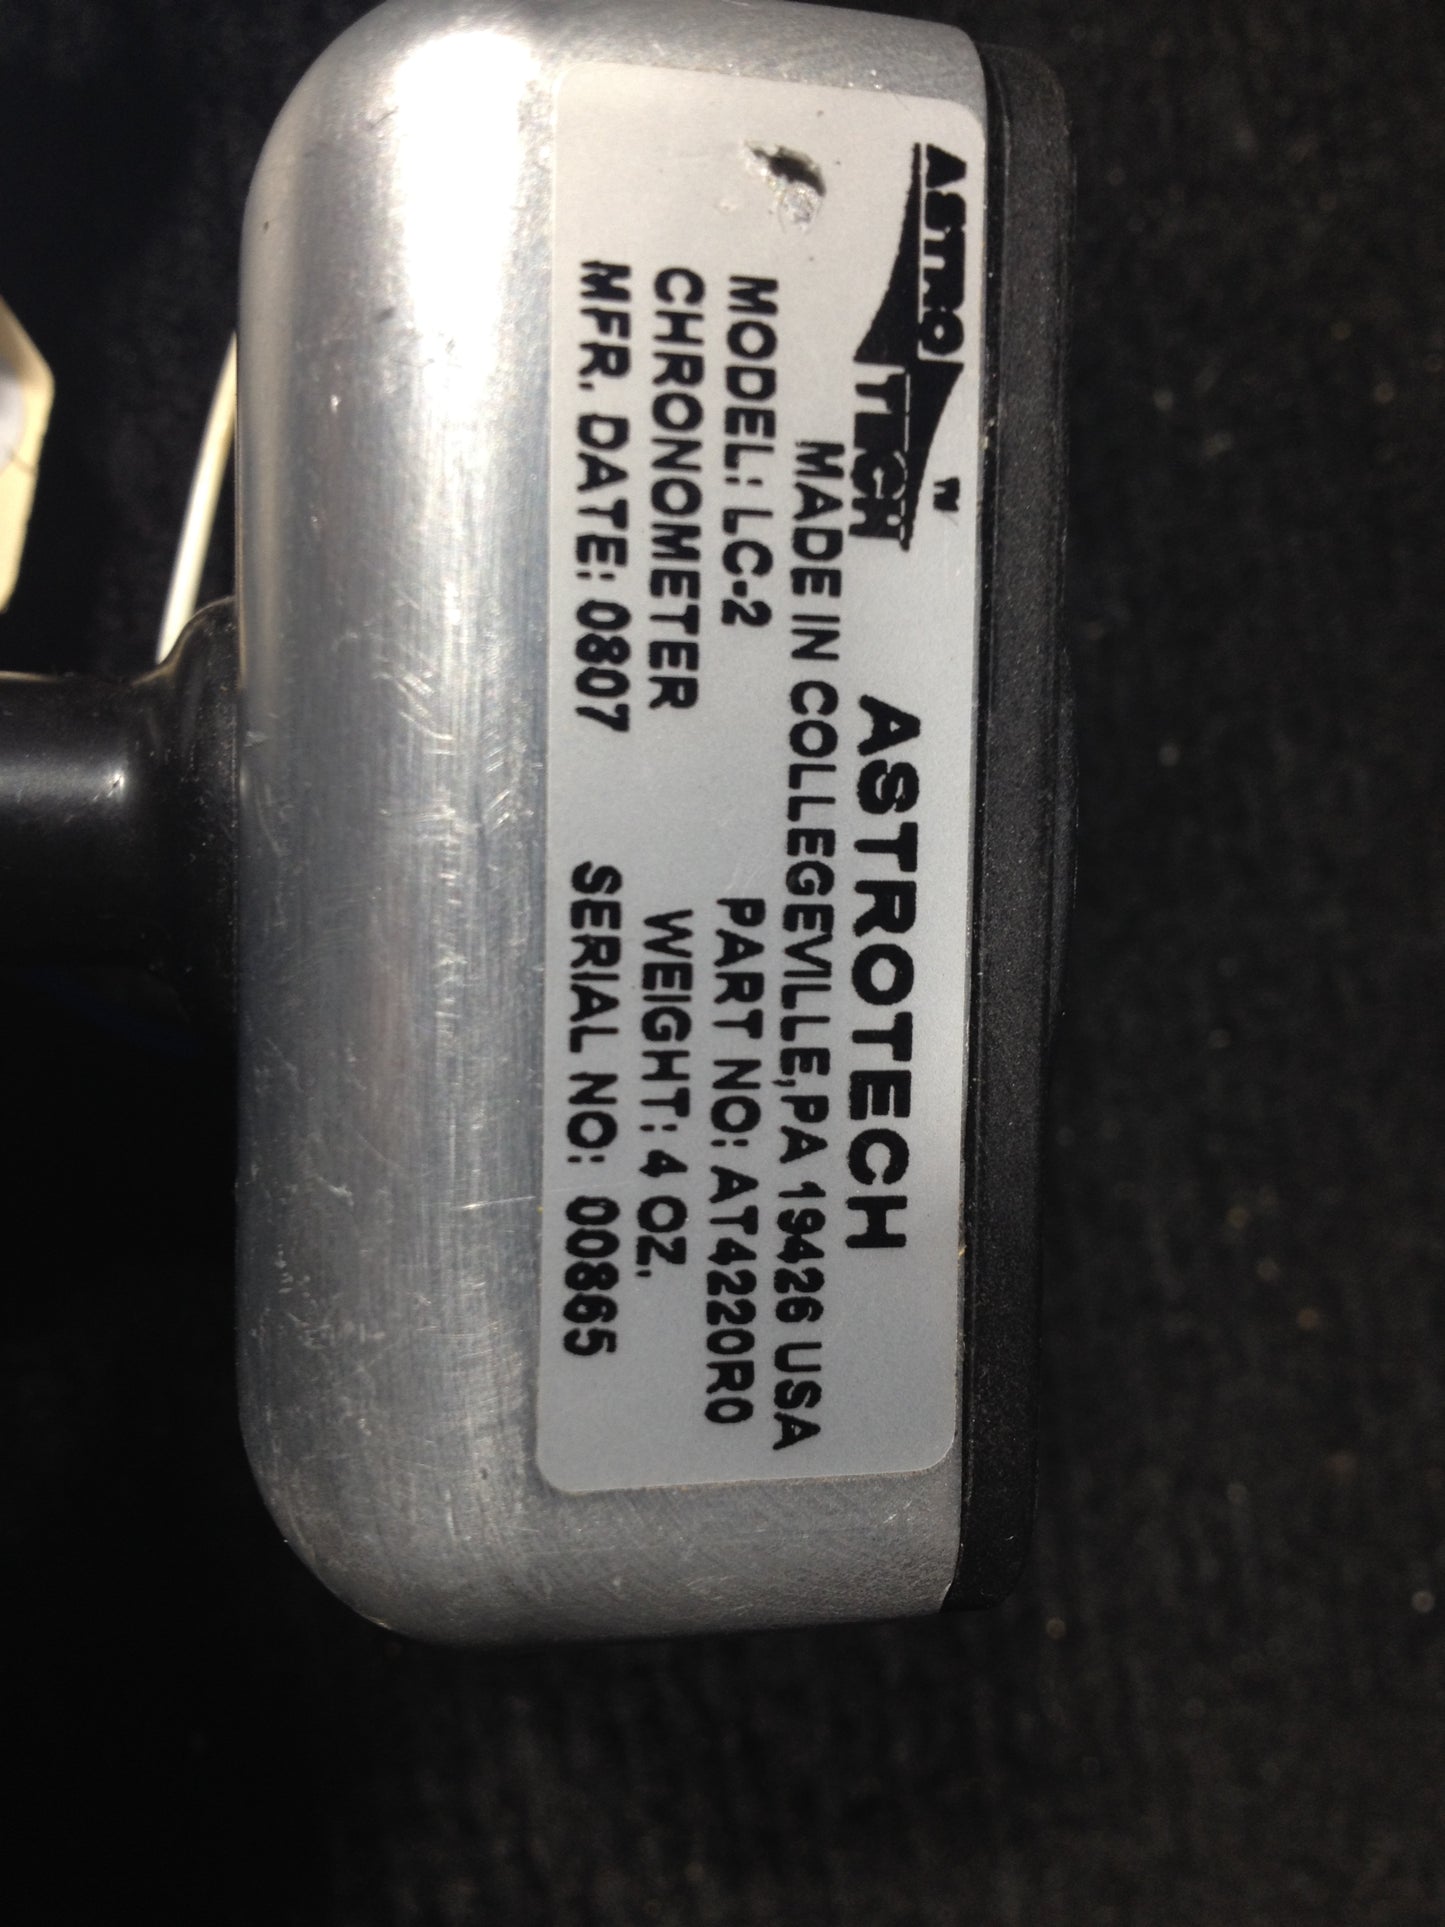 ASTRO
TECH
TM
ASTROTECH
MADE IN COLLEGEVILLE, PA 19426 USA
MODEL: LC-2 PART NO: AT4220R0
CHRONOMETER WEIGHT: 4 OZ.
MFR. DATE: 0807 SERIAL NO: 00865